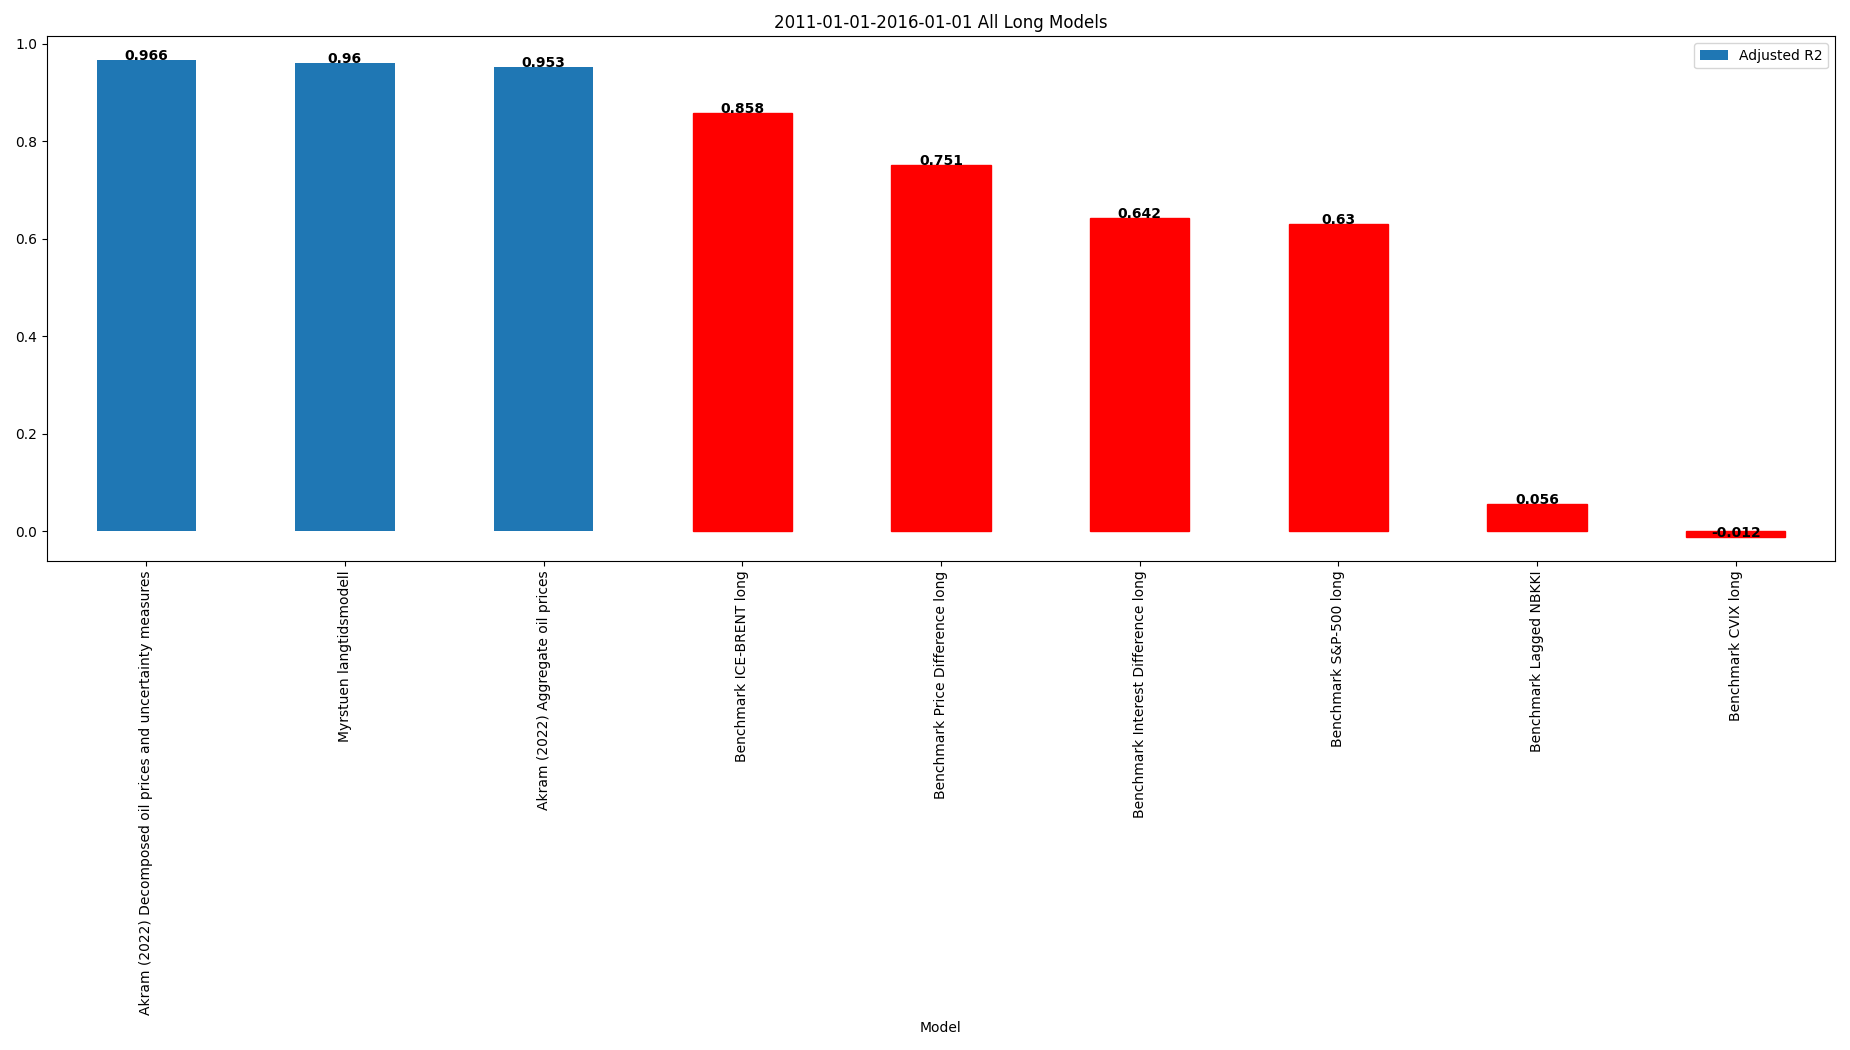 2011-01-01-2016-01-01 All Long Models
Adjusted R2
1.0
0.8
0.6
0.4
0.2
0.0
0.966
0.96
0.953
0.858
0.751
0.642
0.63
0.056
-0.012
Akram (2022) Decomposed oil prices and uncertainty measures
Myrstuen langtidsmodell
Akram (2022) Aggregate oil prices
Benchmark ICE-BRENT long
Benchmark Price Difference long
Benchmark Interest Difference long
Benchmark S&P-500 long
Benchmark Lagged NBKKI
Benchmark CVIX long
Model